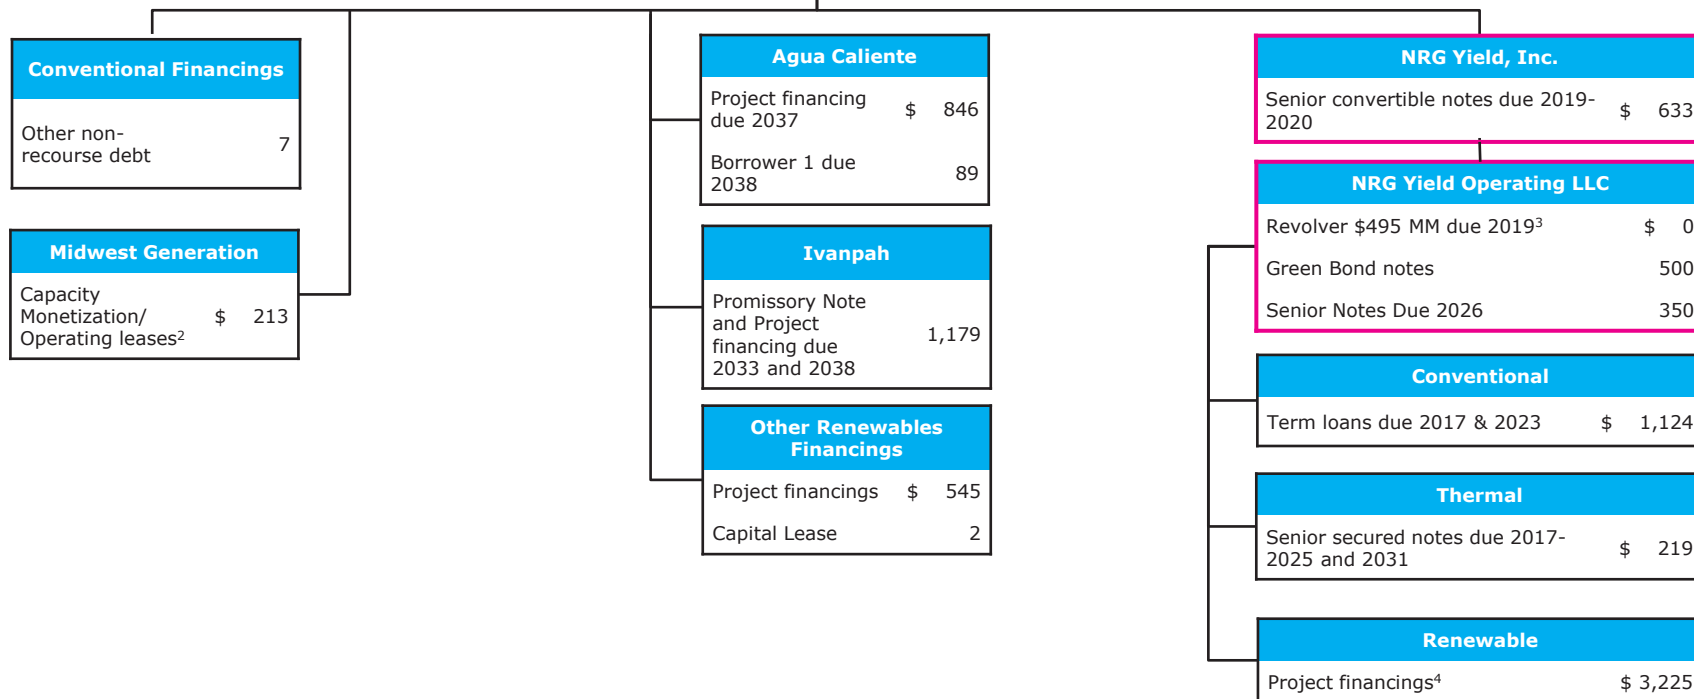 Conventional Financings
Other non-
recourse debt 7
Midwest Generation
Capacity
Monetization/
Operating leases² $ 213
Agua Caliente
Project financing
due 2037 $ 846
Borrower 1 due
2038 89
Ivanpah
Promissory Note
and Project
financing due
2033 and 2038 1,179
Other Renewables
Financings
Project financings $ 545
Capital Lease 2
NRG Yield, Inc.
Senior convertible notes due 2019-
2020 $ 633
NRG Yield Operating LLC
Revolver $495 MM due 2019³ $ 0
Green Bond notes 500
Senior Notes Due 2026 350
Conventional
Term loans due 2017 & 2023 $ 1,124
Thermal
Senior secured notes due 2017-
2025 and 2031 $ 219
Renewable
Project financings⁴ $ 3,225